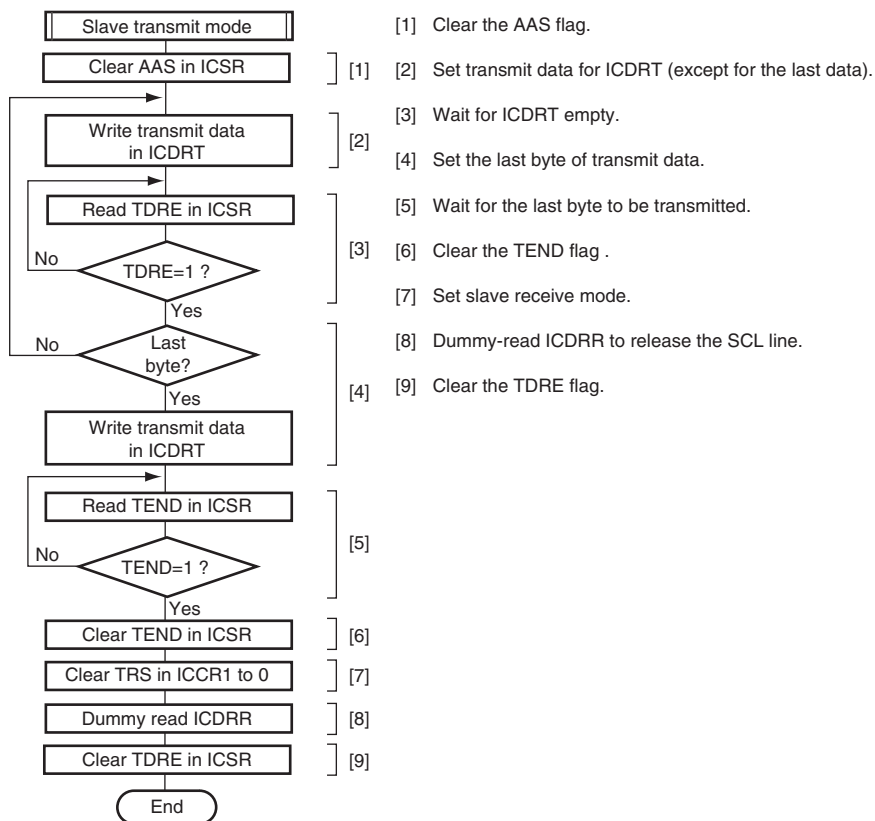 Slave transmit mode
Clear AAS in ICSR
[1]
Write transmit data
in ICDRT
[2]
Read TDRE in ICSR
No
TDRE=1 ?
[3]
Yes
No
Last
byte?
[4]
Yes
Write transmit data
in ICDRT
Read TEND in ICSR
No
TEND=1 ?
[5]
Yes
Clear TEND in ICSR
[6]
Clear TRS in ICCR1 to 0
[7]
Dummy read ICDRR
[8]
Clear TDRE in ICSR
[9]
End
[1] Clear the AAS flag.
[2] Set transmit data for ICDRT (except for the last data).
[3] Wait for ICDRT empty.
[4] Set the last byte of transmit data.
[5] Wait for the last byte to be transmitted.
[6] Clear the TEND flag .
[7] Set slave receive mode.
[8] Dummy-read ICDRR to release the SCL line.
[9] Clear the TDRE flag.